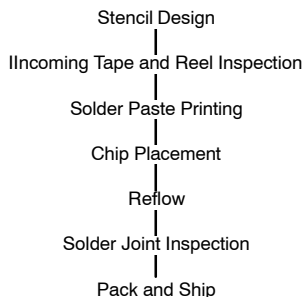 Stencil Design
IIncoming Tape and Reel Inspection
Solder Paste Printing
Chip Placement
Reflow
Solder Joint Inspection
Pack and Ship